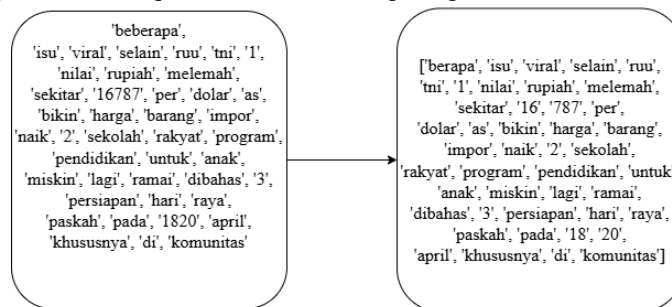 'beberapa',
'isu', 'viral', 'selain', 'ruu', 'tni', '1',
'nilai', 'rupiah', 'melemah',
'sekitar', '16787', 'per', 'dolar', 'as',
'bikin', 'harga', 'barang', 'impor',
'naik', '2', 'sekolah', 'rakyat', 'program',
'pendidikan', 'untuk', 'anak',
'miskin', 'lagi', 'ramai', 'dibahas', '3',
'persiapan', 'hari', 'raya',
'paskah', 'pada', '1820', 'april',
'khususnya', 'di', 'komunitas'
['berapa', 'isu', 'viral', 'selain', 'ruu',
'tni', '1', 'nilai', 'rupiah', 'melemah',
'sekitar', '16', '787', 'per',
'dolar', 'as', 'bikin', 'harga', 'barang',
'impor', 'naik', '2', 'sekolah',
'rakyat', 'program', 'pendidikan', 'untuk'
'anak', 'miskin', 'lagi', 'ramai',
'dibahas', '3', 'persiapan', 'hari', 'raya',
'paskah', 'pada', '18', '20',
'april', 'khususnya', 'di', 'komunitas']